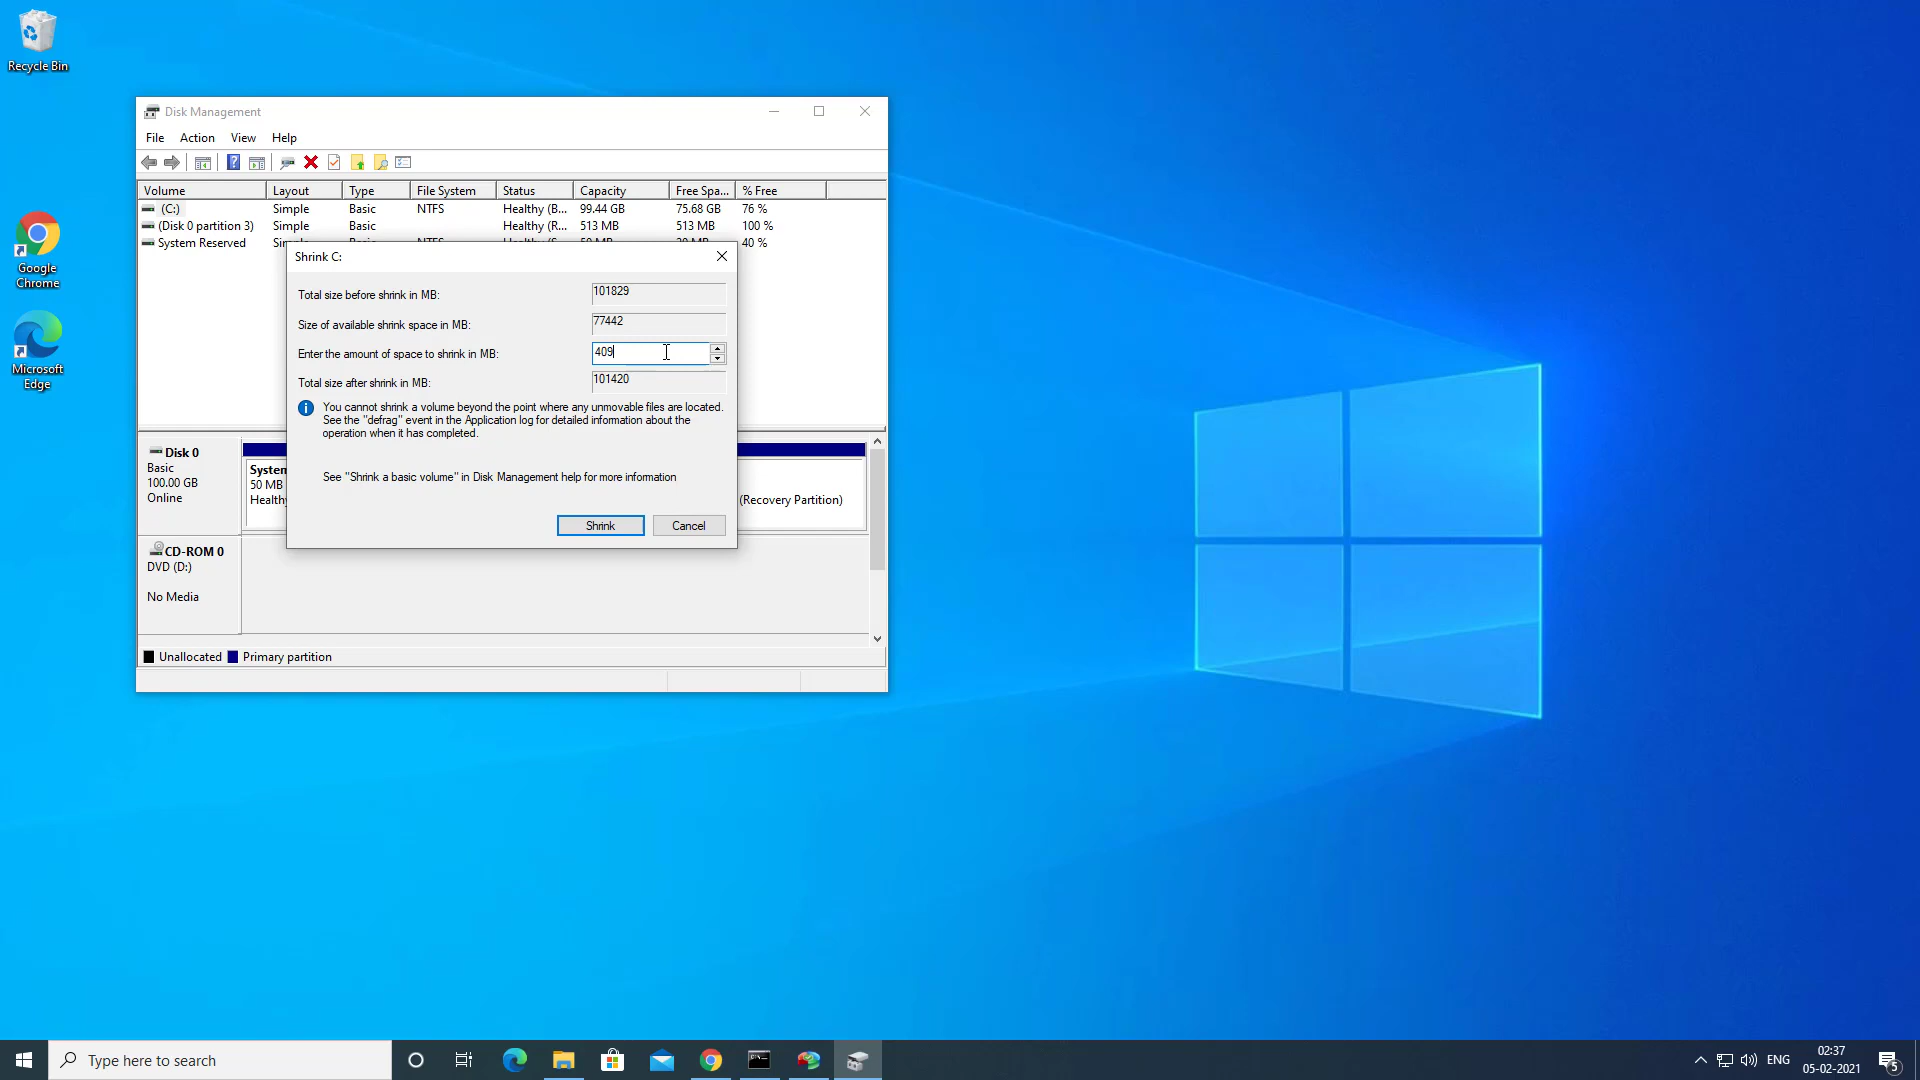 Recycle Bin
Google
Chrome
Microsoft
Edge
Disk Management
File Action View Help
Volume Layout Type File System Status Capacity Free Spa... % Free
(C:) Simple Basic NTFS Healthy (B... 99.44 GB 75.68 GB 76 %
(Disk 0 partition 3) Simple Basic Healthy (R... 513 MB 513 MB 100 %
System Reserved 40 %
Shrink C:
Total size before shrink in MB: 101829
Size of available shrink space in MB: 77442
Enter the amount of space to shrink in MB: 409
Total size after shrink in MB: 101420
You cannot shrink a volume beyond the point where any unmovable files are located.
See the "defrag" event in the Application log for detailed information about the
operation when it has completed.
See "Shrink a basic volume" in Disk Management help for more information
Shrink Cancel
Disk 0
Basic
100.00 GB
Online
System
50 MB
Healthy
(Recovery Partition)
CD-ROM 0
DVD (D:)
No Media
Unallocated Primary partition
Type here to search
ENG
02:37
05-02-2021
5